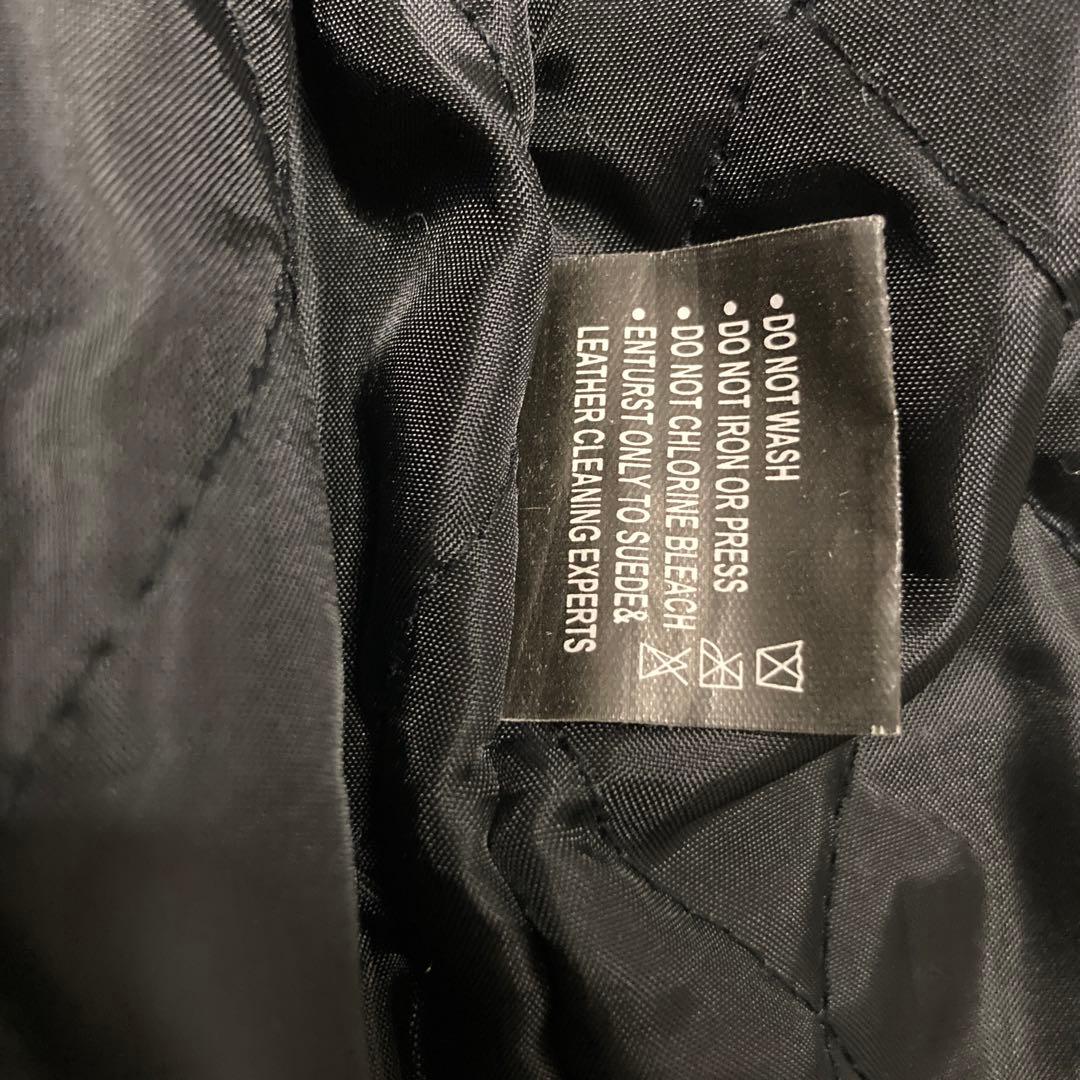 •DO NOT WASH
•DO NOT IRON OR PRESS
•DO NOT CHLORINE BLEACH
•ENTURST ONLY TO SUEDE&
LEATHER CLEANING EXPERTS